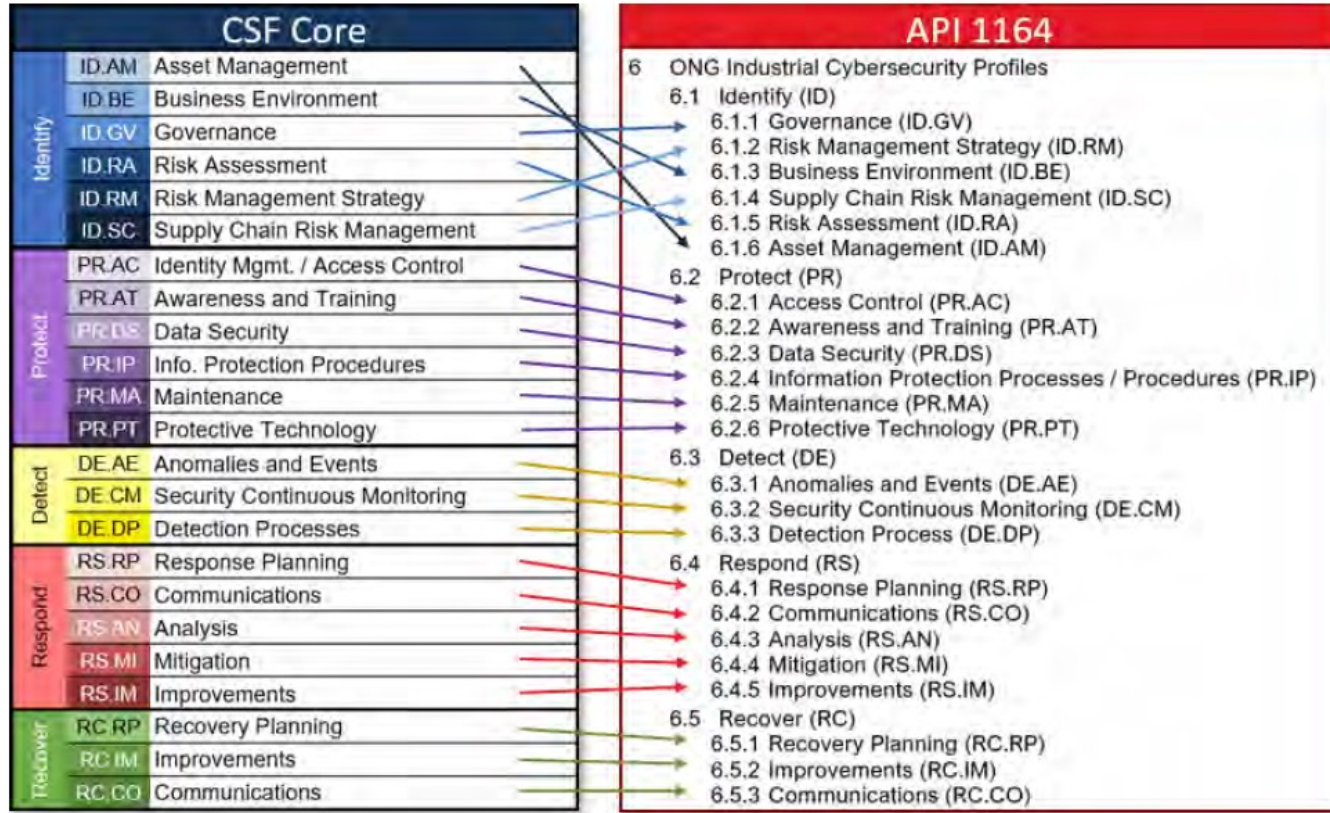 CSF Core
Identify
ID.AM Asset Management
ID.BE Business Environment
ID.GV Governance
ID.RA Risk Assessment
ID.RM Risk Management Strategy
ID.SC Supply Chain Risk Management
Protect
PR.AC Identity Mgmt. / Access Control
PR.AT Awareness and Training
PR.DS Data Security
PR.IP Info. Protection Procedures
PR.MA Maintenance
PR.PT Protective Technology
Detect
DE.AE Anomalies and Events
DE.CM Security Continuous Monitoring
DE.DP Detection Processes
Respond
RS.RP Response Planning
RS.CO Communications
RS.AN Analysis
RS.MI Mitigation
RS.IM Improvements
Recover
RC.RP Recovery Planning
RC.IM Improvements
RC.CO Communications
API 1164
6 ONG Industrial Cybersecurity Profiles
6.1 Identify (ID)
6.1.1 Governance (ID.GV)
6.1.2 Risk Management Strategy (ID.RM)
6.1.3 Business Environment (ID.BE)
6.1.4 Supply Chain Risk Management (ID.SC)
6.1.5 Risk Assessment (ID.RA)
6.1.6 Asset Management (ID.AM)
6.2 Protect (PR)
6.2.1 Access Control (PR.AC)
6.2.2 Awareness and Training (PR.AT)
6.2.3 Data Security (PR.DS)
6.2.4 Information Protection Processes / Procedures (PR.IP)
6.2.5 Maintenance (PR.MA)
6.2.6 Protective Technology (PR.PT)
6.3 Detect (DE)
6.3.1 Anomalies and Events (DE.AE)
6.3.2 Security Continuous Monitoring (DE.CM)
6.3.3 Detection Process (DE.DP)
6.4 Respond (RS)
6.4.1 Response Planning (RS.RP)
6.4.2 Communications (RS.CO)
6.4.3 Analysis (RS.AN)
6.4.4 Mitigation (RS.MI)
6.4.5 Improvements (RS.IM)
6.5 Recover (RC)
6.5.1 Recovery Planning (RC.RP)
6.5.2 Improvements (RC.IM)
6.5.3 Communications (RC.CO)